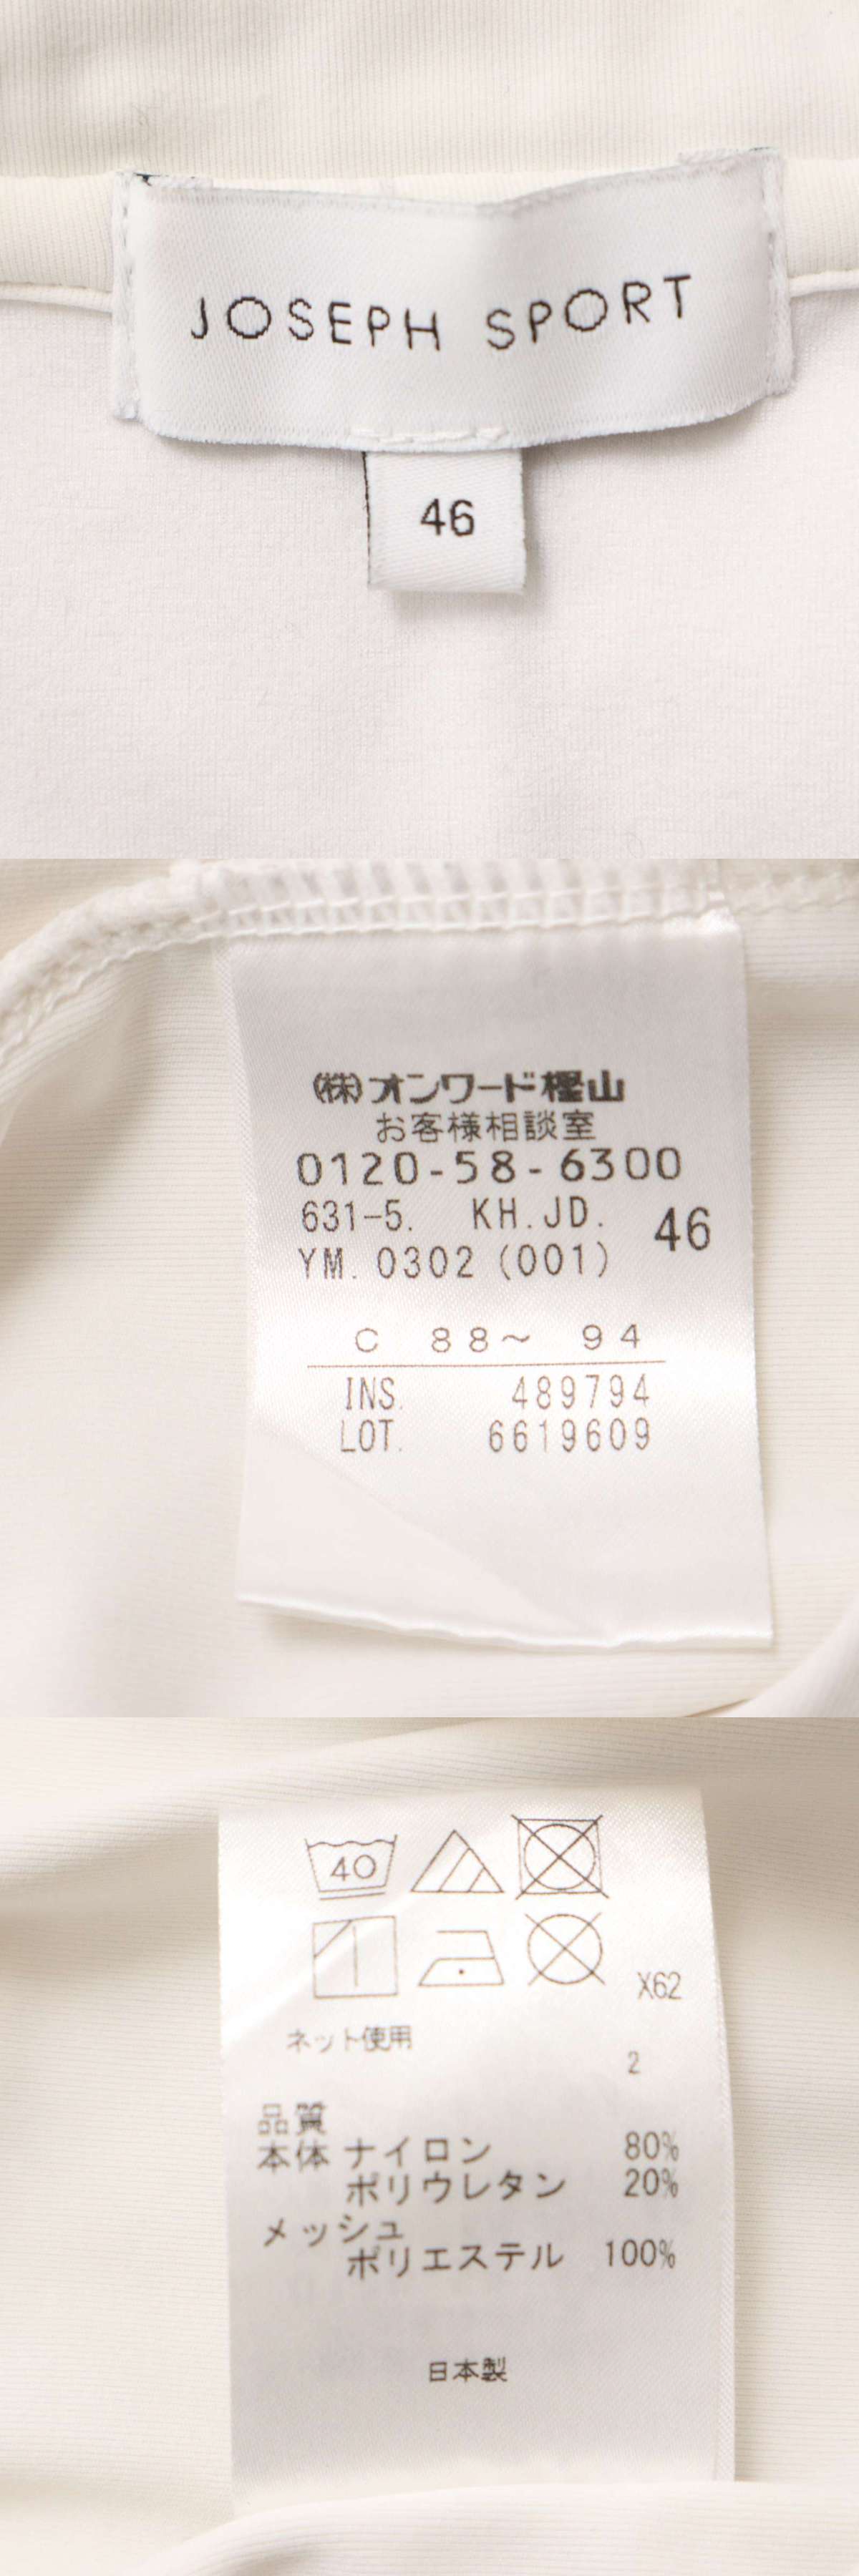 JOSEPH SPORT
46
(株)オンワード樫山
お客様相談室
0120-58-6300
631-5. KH.JD. 46
YM. 0302 (001)
C 88~ 94
INS. 489794
LOT. 6619609
40
X62
ネット使用
2
品質
本体 ナイロン 80%
ポリウレタン 20%
メッシュ
ポリエステル 100%
日本製